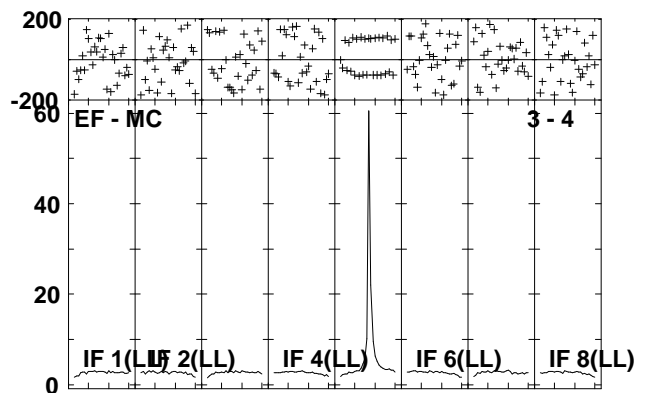 200
-200
60
EF - MC
3 - 4
40
20
IF 1(LL)
IF 2(LL)
IF 4(LL)
IF 6(LL)
IF 8(LL)
0